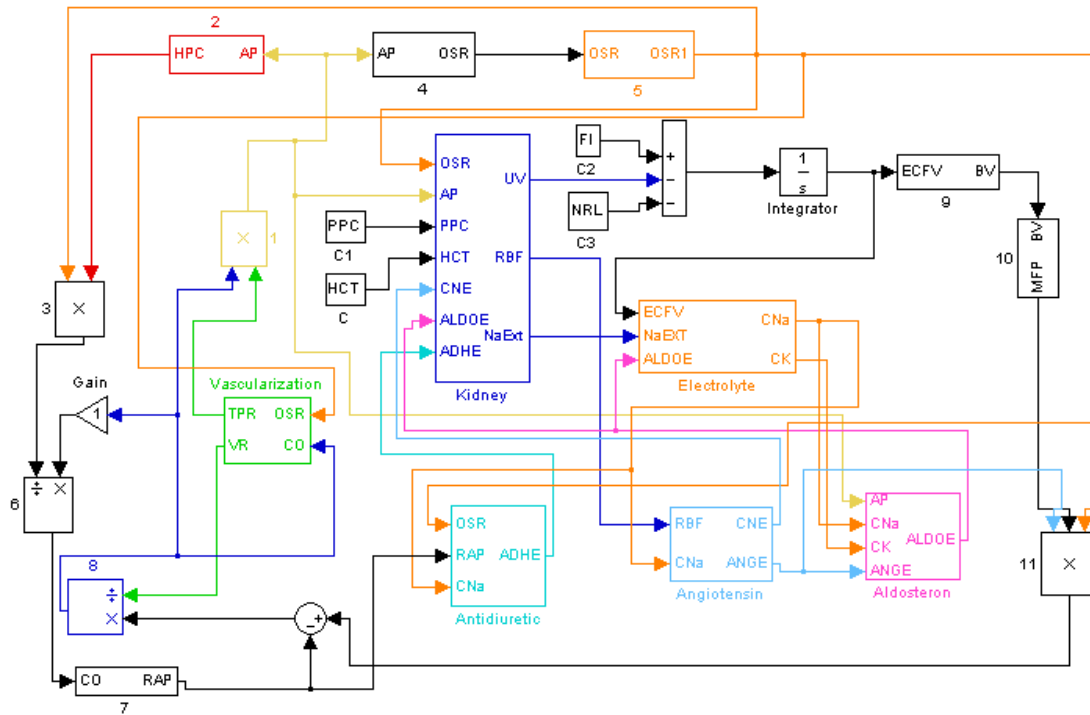 2
HPC AP
AP OSR
4
OSR OSR1
5
×
1
×
3
Gain
1
÷ ×
6
Vascularization
TPR OSR
VR CO
8
÷
×
CO RAP
7
PPC
C1
HCT
C
OSR
AP
PPC
HCT
CNE
ALDOE
ADHE
UV
RBF
NaExt
Kidney
FI
C2
NRL
C3
+
−
−
1
s
Integrator
ECFV BV
9
BV
MFP
10
ECFV
NaEXT
ALDOE
CNa
CK
Electrolyte
OSR
RAP ADHE
CNa
Antidiuretic
RBF CNE
CNa ANGE
Angiotensin
AP
CNa
CK
ANGE
ALDOE
Aldosteron
×
11
− +